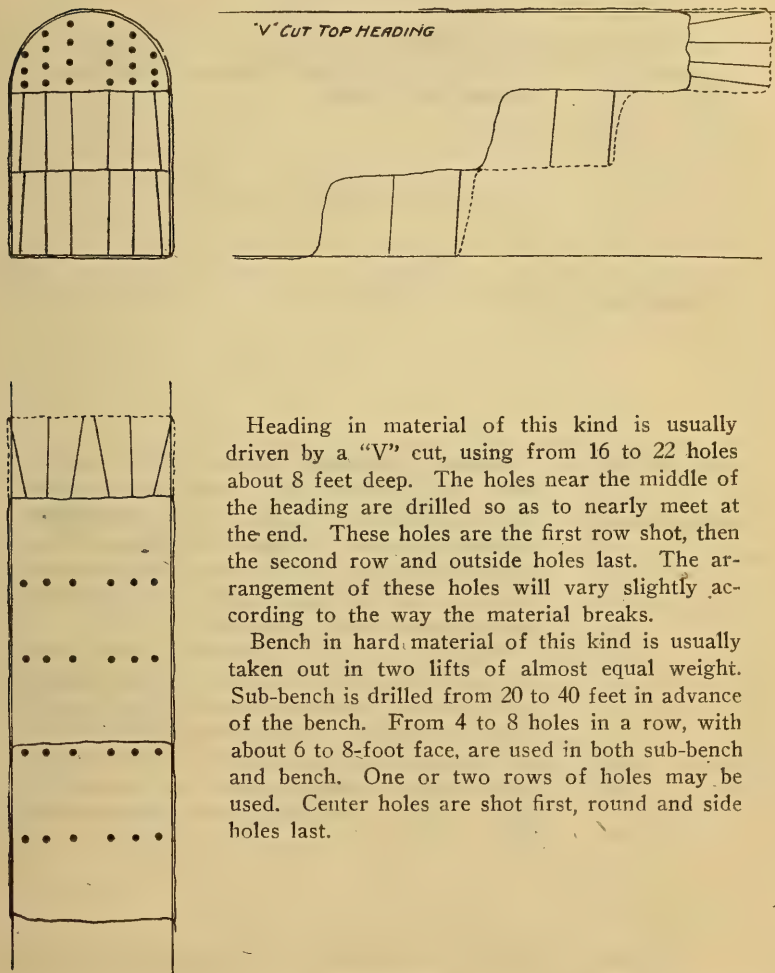 "V" CUT TOP HEADING
Heading in material of this kind is usually
driven by a “V” cut, using from 16 to 22 holes
about 8 feet deep. The holes near the middle of
the heading are drilled so as to nearly meet at
the end. These holes are the first row shot, then
the second row and outside holes last. The ar-
rangement of these holes will vary slightly ac-
cording to the way the material breaks.
Bench in hard material of this kind is usually
taken out in two lifts of almost equal weight.
Sub-bench is drilled from 20 to 40 feet in advance
of the bench. From 4 to 8 holes in a row, with
about 6 to 8-foot face, are used in both sub-bench
and bench. One or two rows of holes may be
used. Center holes are shot first, round and side
holes last.